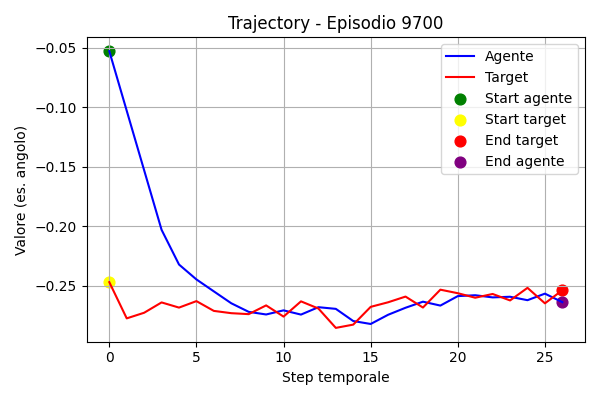 Trajectory - Episodio 9700
Agente
Target
Start agente
Start target
End target
End agente
Valore (es. angolo)
−0.05
−0.10
−0.15
−0.20
−0.25
0
5
10
15
20
25
Step temporale